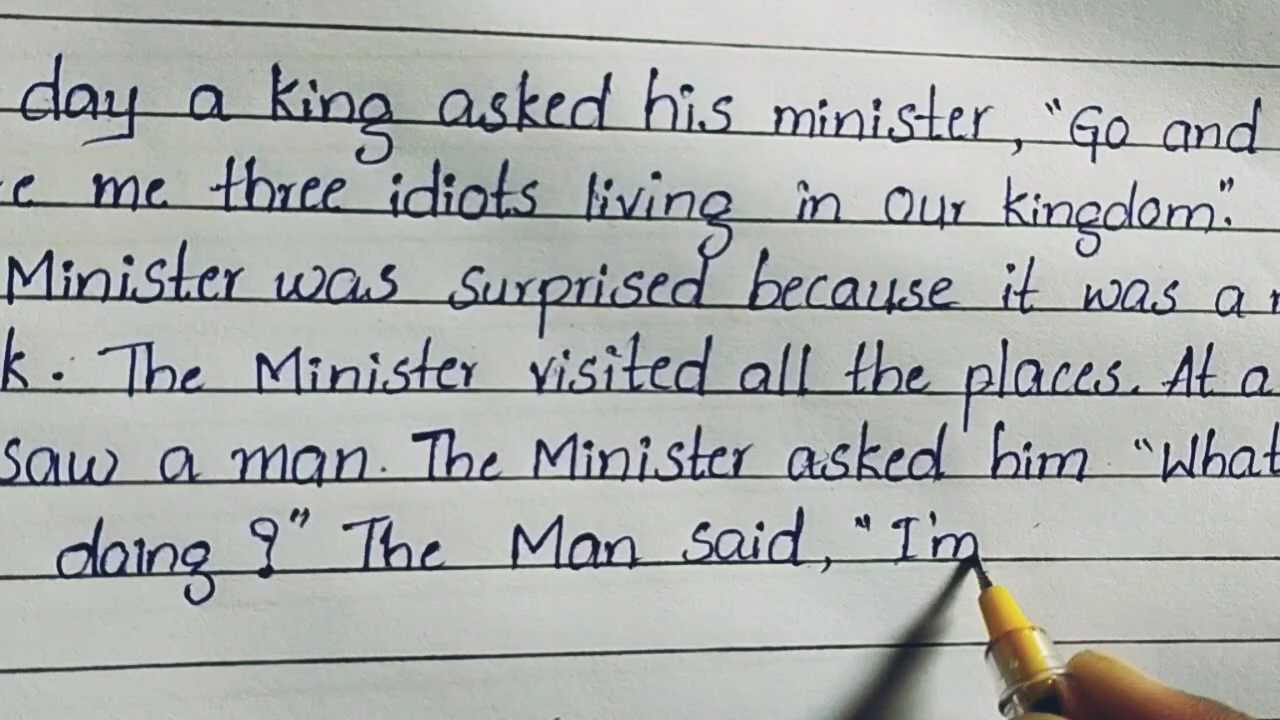 day a king asked his minister, "Go and
me three idiots living in our kingdom."
Minister was surprised because it was a
k. The Minister visited all the places. At a
saw a man. The Minister asked him "What
doing ?" The Man said, "I'm